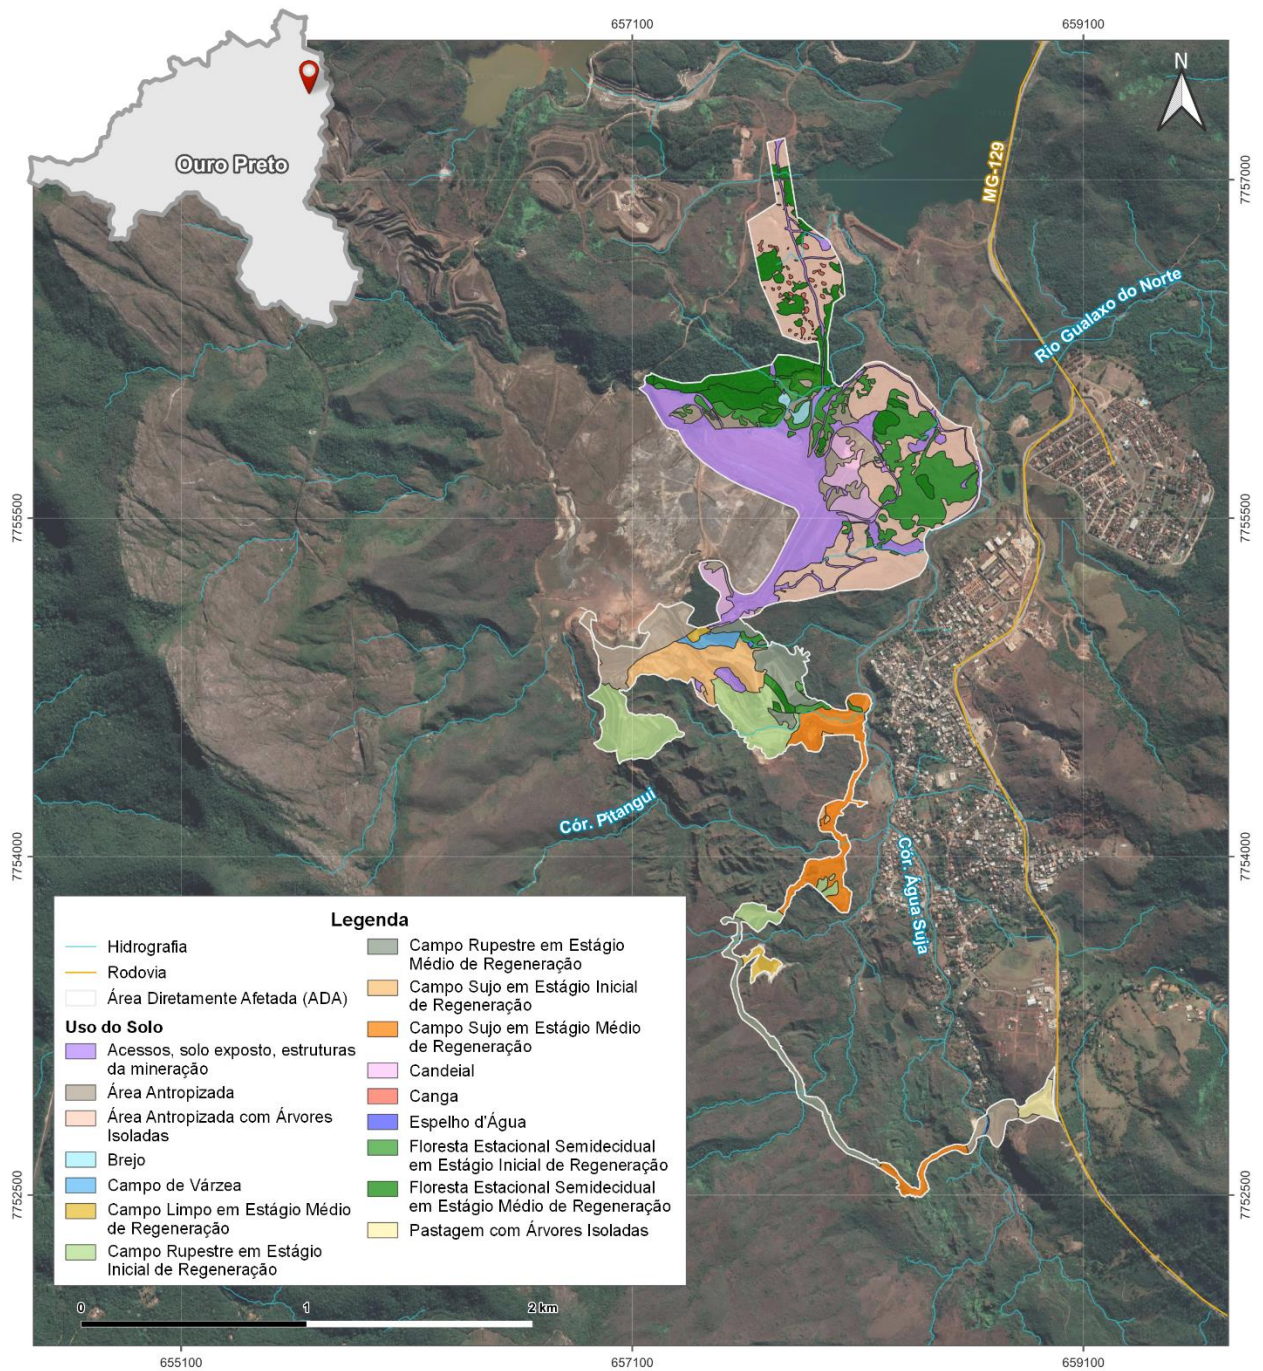 657100
659100
N
Ouro Preto
MG-129
7757000
7757000
Rio Gualaxo do Norte
7755500
7755500
Cór. Pitangui
7754000
7754000
Cór. Água Suja
Legenda
Hidrografia
Rodovia
Área Diretamente Afetada (ADA)
Uso do Solo
Acessos, solo exposto, estruturas
da mineração
Área Antropizada
Área Antropizada com Árvores
Isoladas
Brejo
Campo de Várzea
Campo Limpo em Estágio Médio
de Regeneração
Campo Rupestre em Estágio
Inicial de Regeneração
Campo Rupestre em Estágio
Médio de Regeneração
Campo Sujo em Estágio Inicial
de Regeneração
Campo Sujo em Estágio Médio
de Regeneração
Candeial
Canga
Espelho d'Água
Floresta Estacional Semidecidual
em Estágio Inicial de Regeneração
Floresta Estacional Semidecidual
em Estágio Médio de Regeneração
Pastagem com Árvores Isoladas
7752500
7752500
0 1 2 km
655100
657100
659100